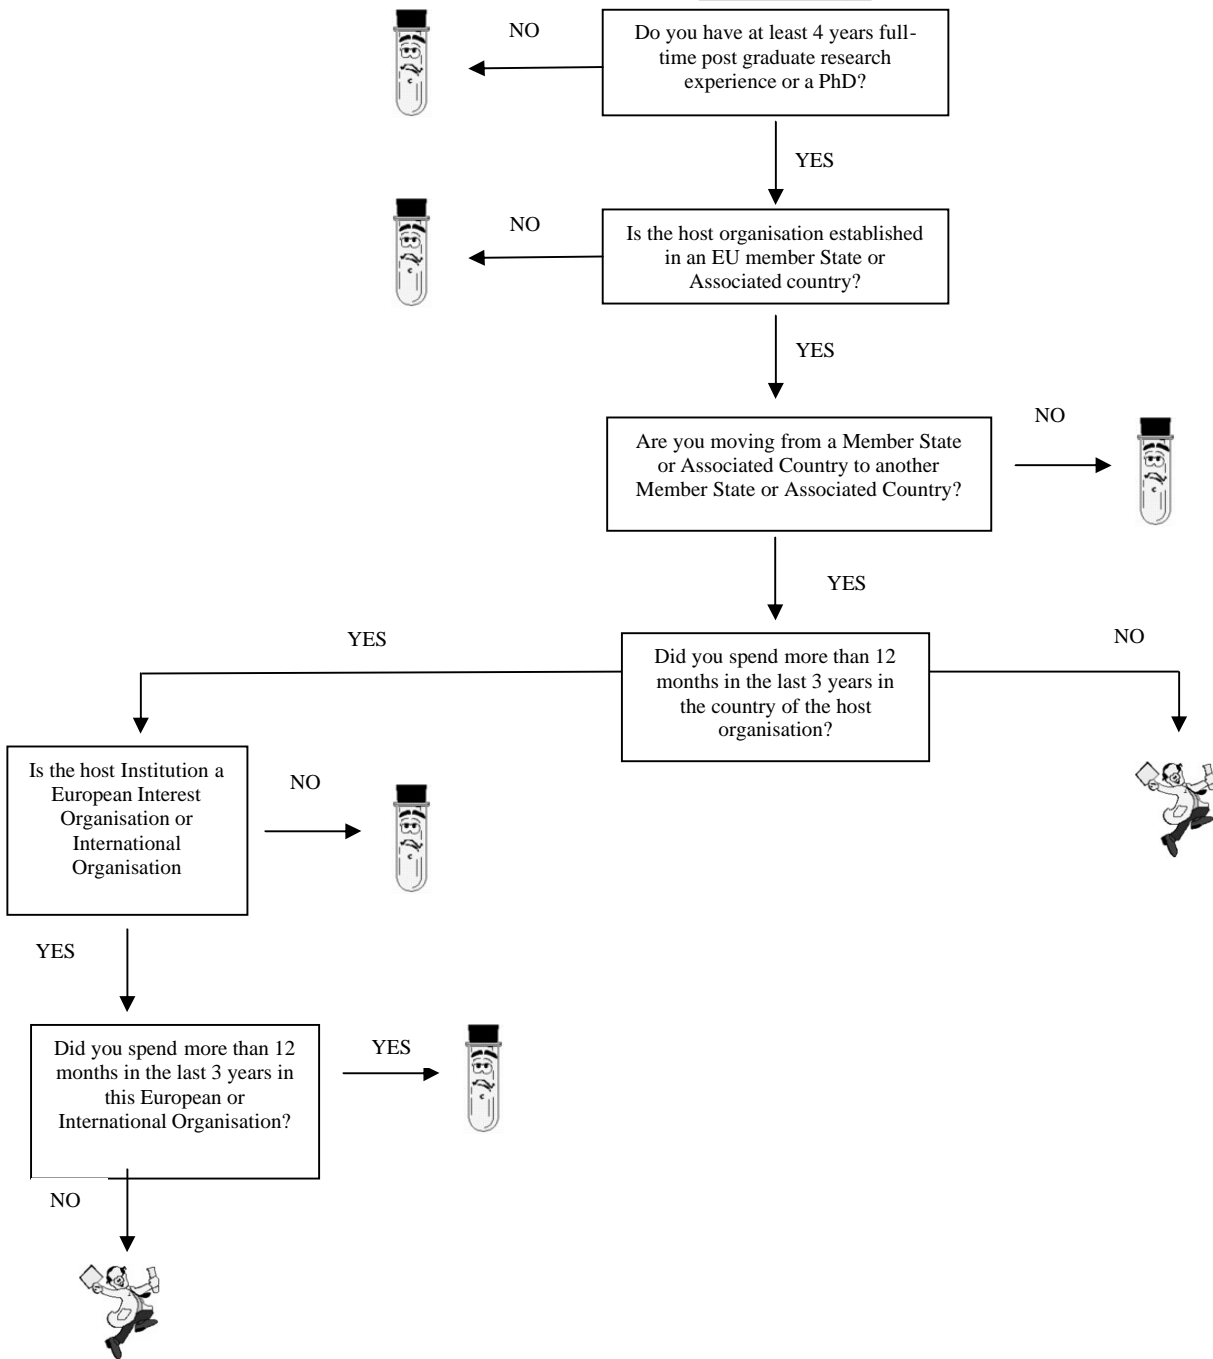 NO
Do you have at least 4 years full-
time post graduate research
experience or a PhD?
YES
NO
Is the host organisation established
in an EU member State or
Associated country?
YES
NO
Are you moving from a Member State
or Associated Country to another
Member State or Associated Country?
YES
YES
NO
Did you spend more than 12
months in the last 3 years in
the country of the host
organisation?
Is the host Institution a
European Interest
Organisation or
International
Organisation
NO
YES
Did you spend more than 12
months in the last 3 years in
this European or
International Organisation?
YES
NO